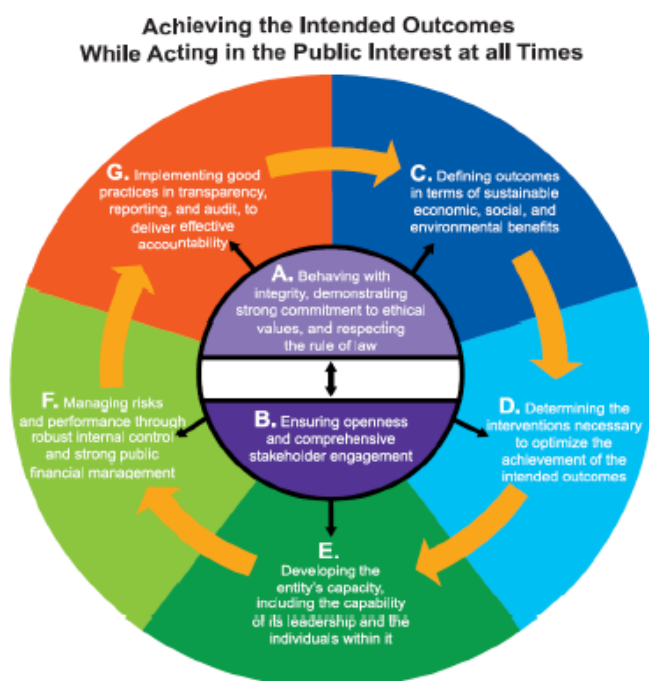 Achieving the Intended Outcomes
While Acting in the Public Interest at all Times
G. Implementing good
practices in transparency,
reporting, and audit, to
deliver effective
accountability
C. Defining outcomes
in terms of sustainable
economic, social, and
environmental benefits
A. Behaving with
integrity, demonstrating
strong commitment to ethical
values, and respecting
the rule of law
F. Managing risks
and performance through
robust internal control
and strong public
financial management
B. Ensuring openness
and comprehensive
stakeholder engagement
D. Determining the
interventions necessary
to optimize the
achievement of the
intended outcomes
E.
Developing the
entity's capacity,
including the capability
of its leadership and the
individuals within it